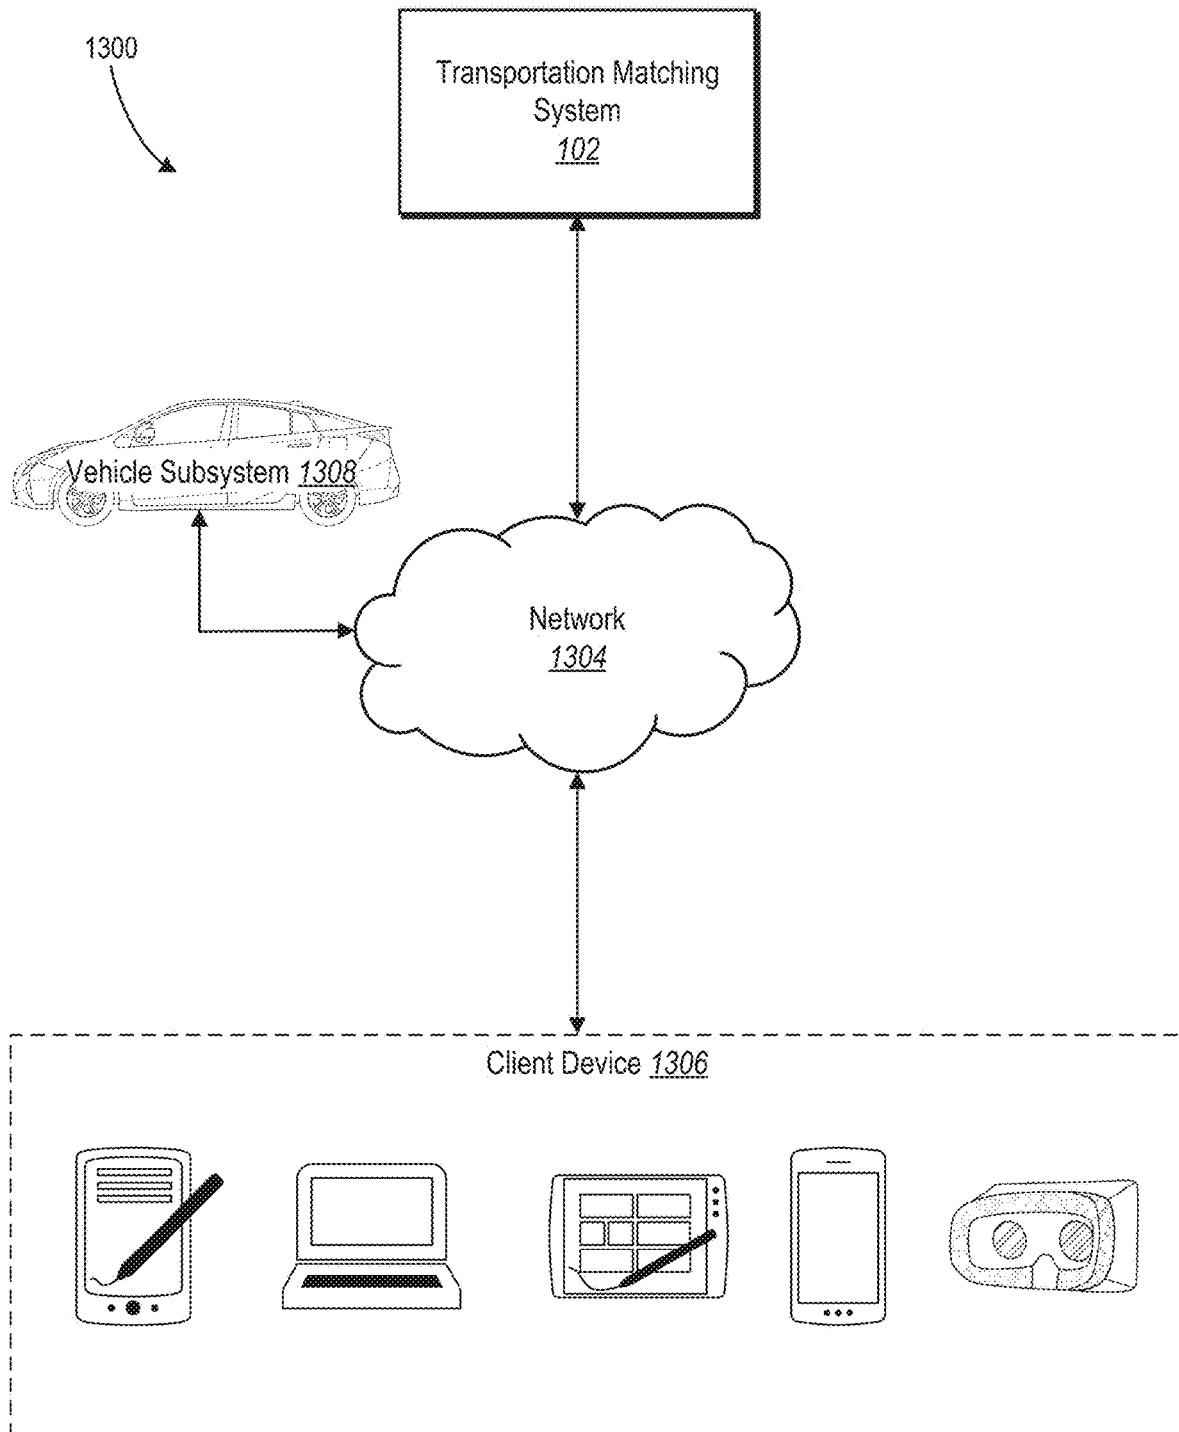 1300
Transportation Matching
System
102
Vehicle Subsystem 1308
Network
1304
Client Device 1306